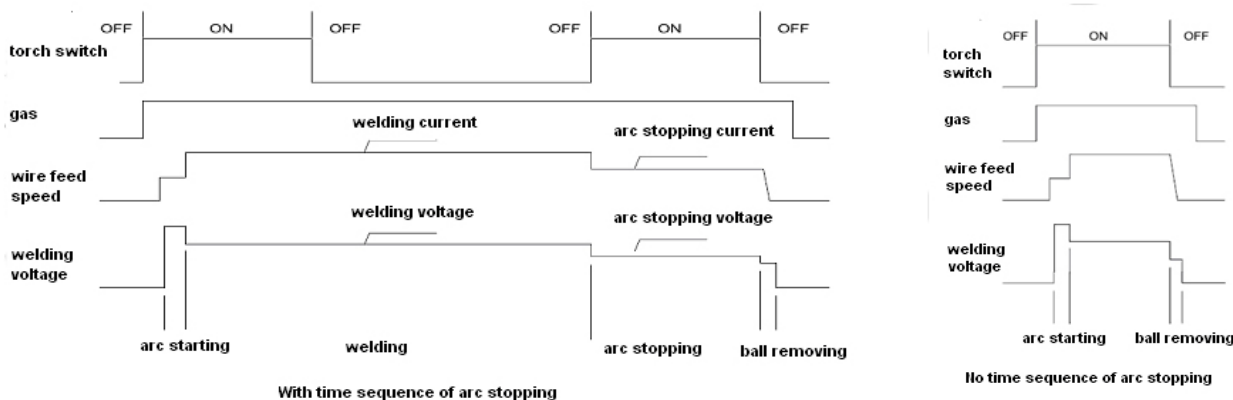 OFF ON OFF OFF ON OFF
torch switch
gas
welding current arc stopping current
wire feed
speed
welding voltage arc stopping voltage
welding
voltage
arc starting welding arc stopping ball removing
With time sequence of arc stopping
OFF ON OFF
torch
switch
gas
wire feed
speed
welding
voltage
arc starting ball removing
No time sequence of arc stopping